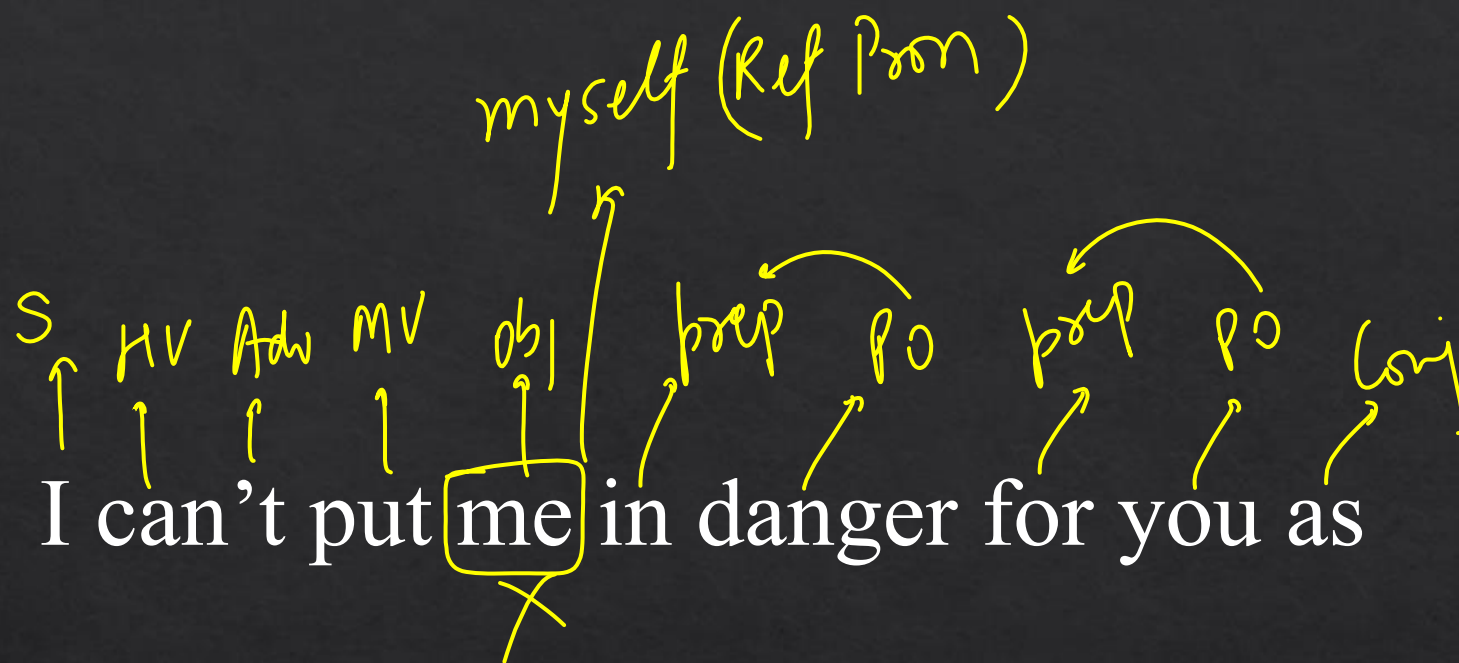 myself (Ref Pron)
S HV Adv MV Obj prep PO prep PO Conj
I can’t put me in danger for you as